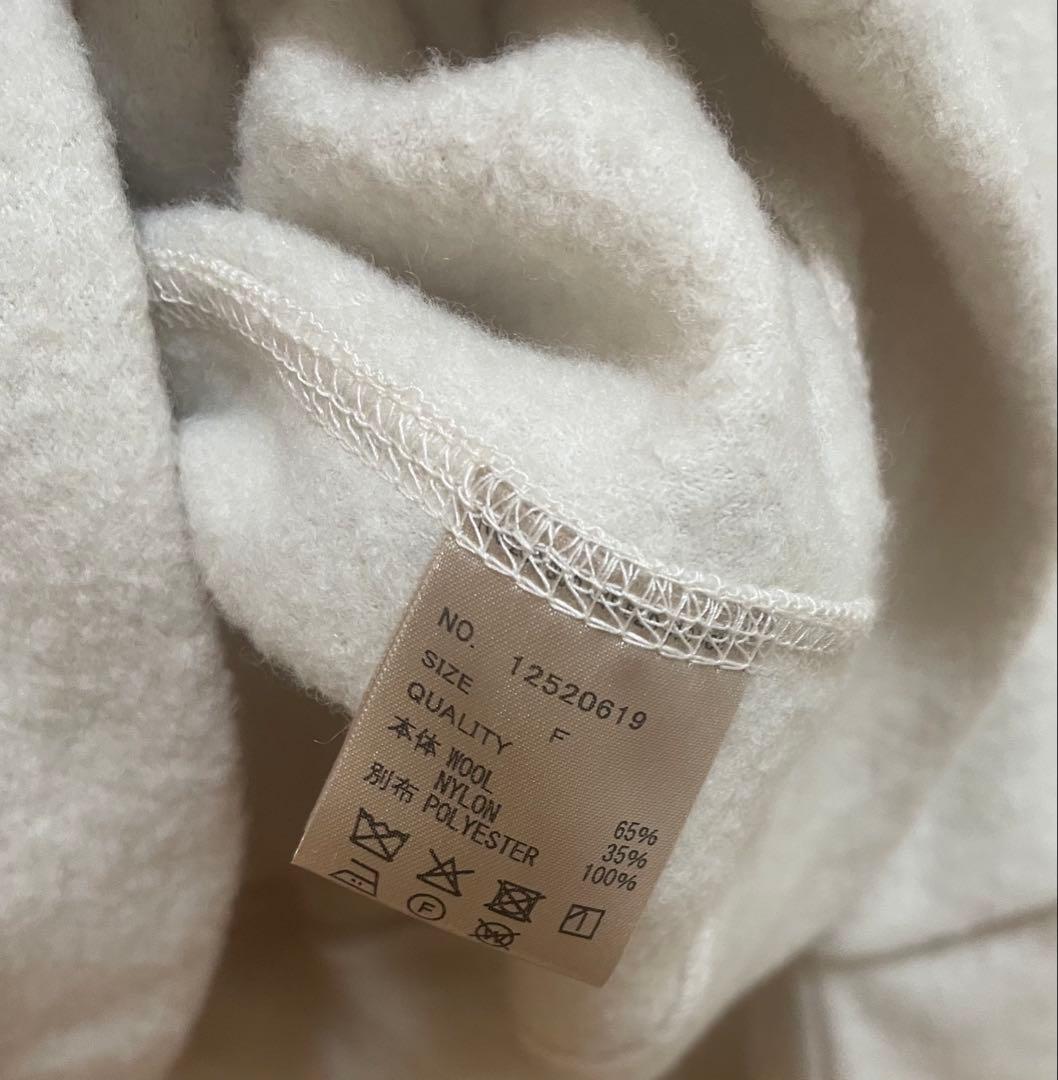 NO. 12520619
SIZE F
QUALITY
本体 WOOL 65%
NYLON 35%
別布 POLYESTER 100%
F
W